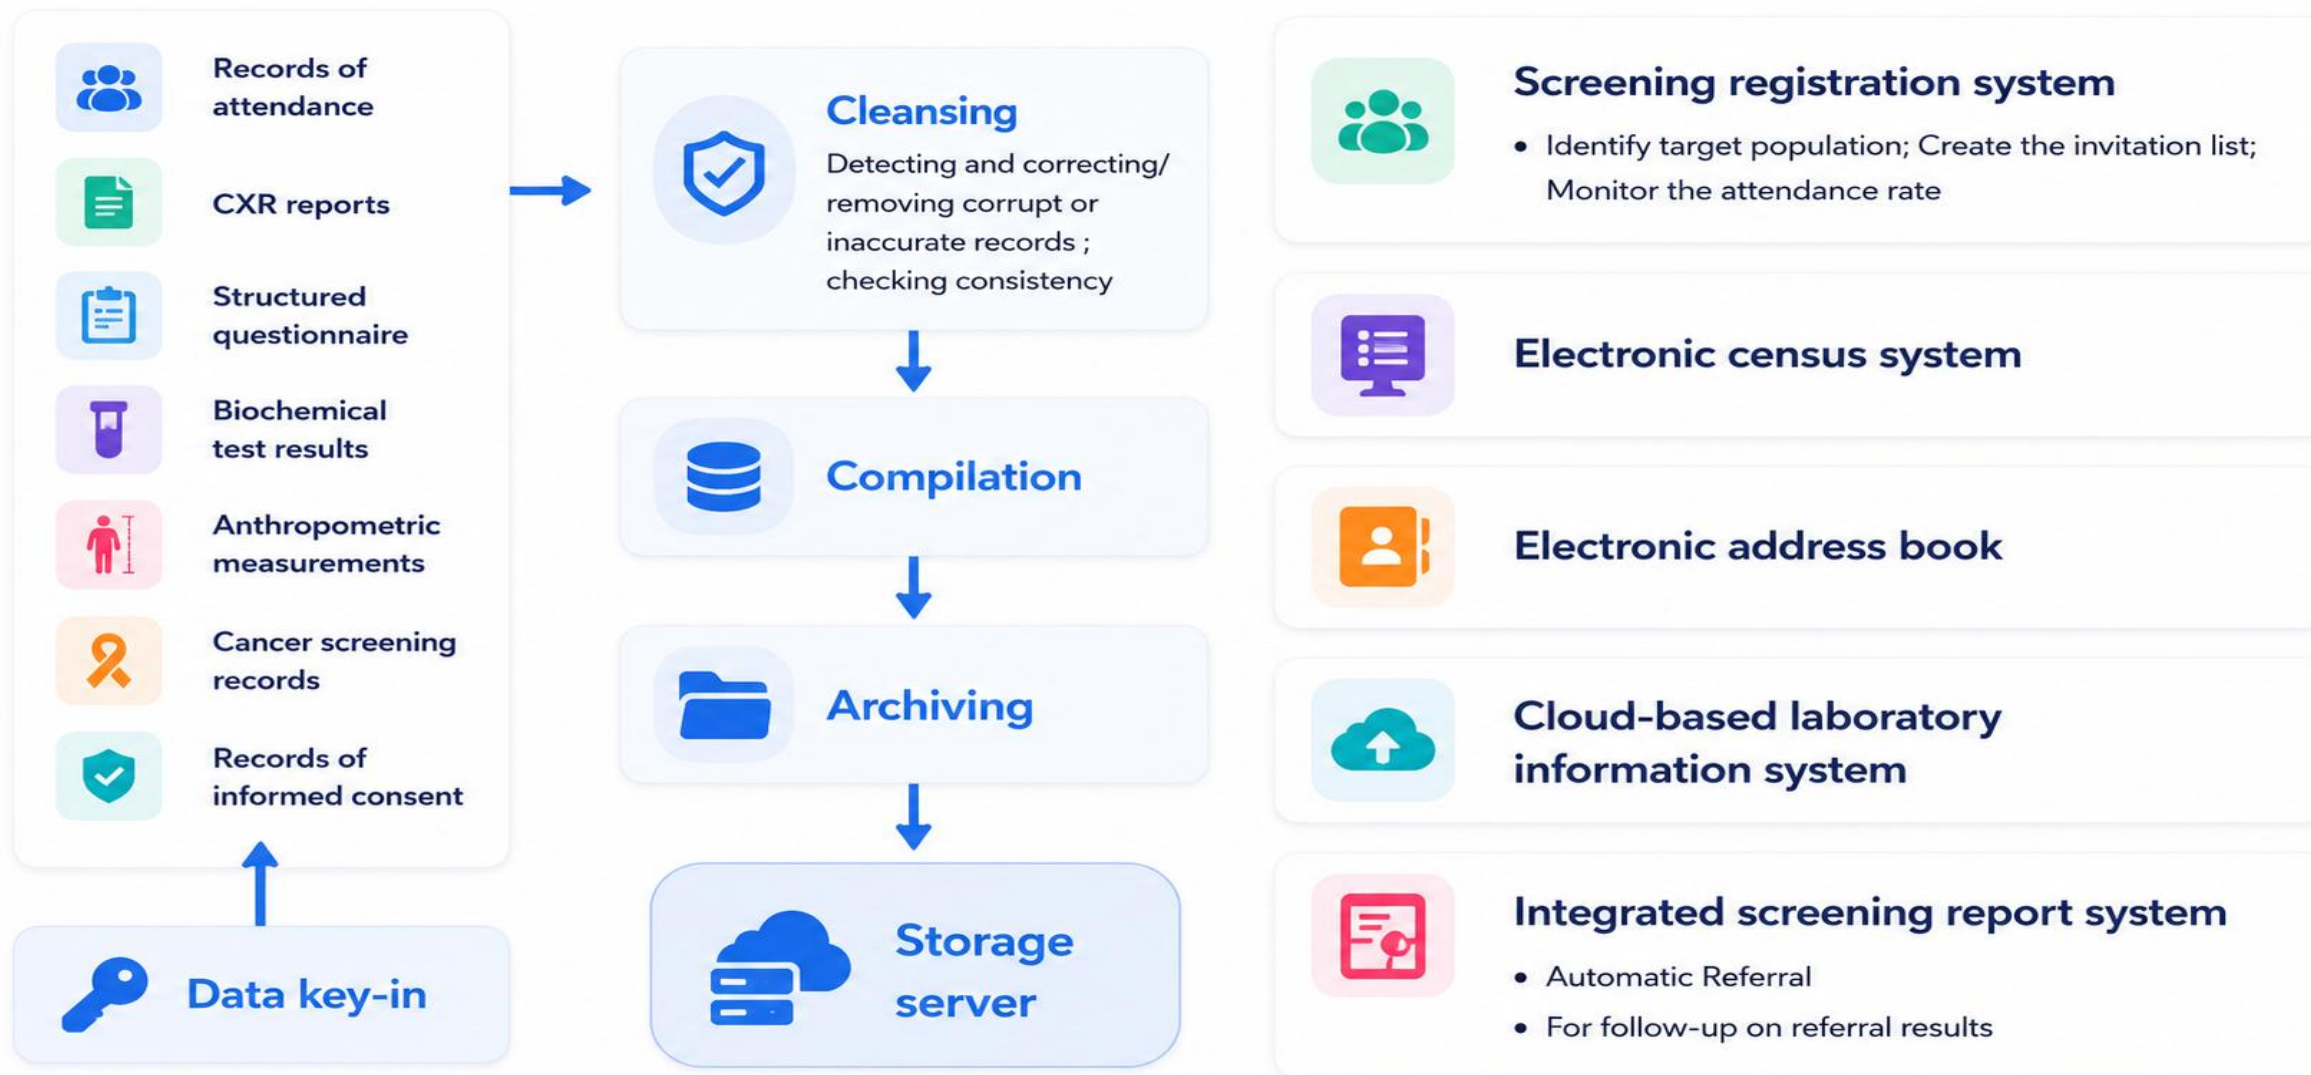 Records of
attendance
CXR reports
Structured
questionnaire
Biochemical
test results
Anthropometric
measurements
Cancer screening
records
Records of
informed consent
Data key-in
Cleansing
Detecting and correcting/
removing corrupt or
inaccurate records ;
checking consistency
Compilation
Archiving
Storage
server
Screening registration system
• Identify target population; Create the invitation list;
Monitor the attendance rate
Electronic census system
Electronic address book
Cloud-based laboratory
information system
Integrated screening report system
• Automatic Referral
• For follow-up on referral results